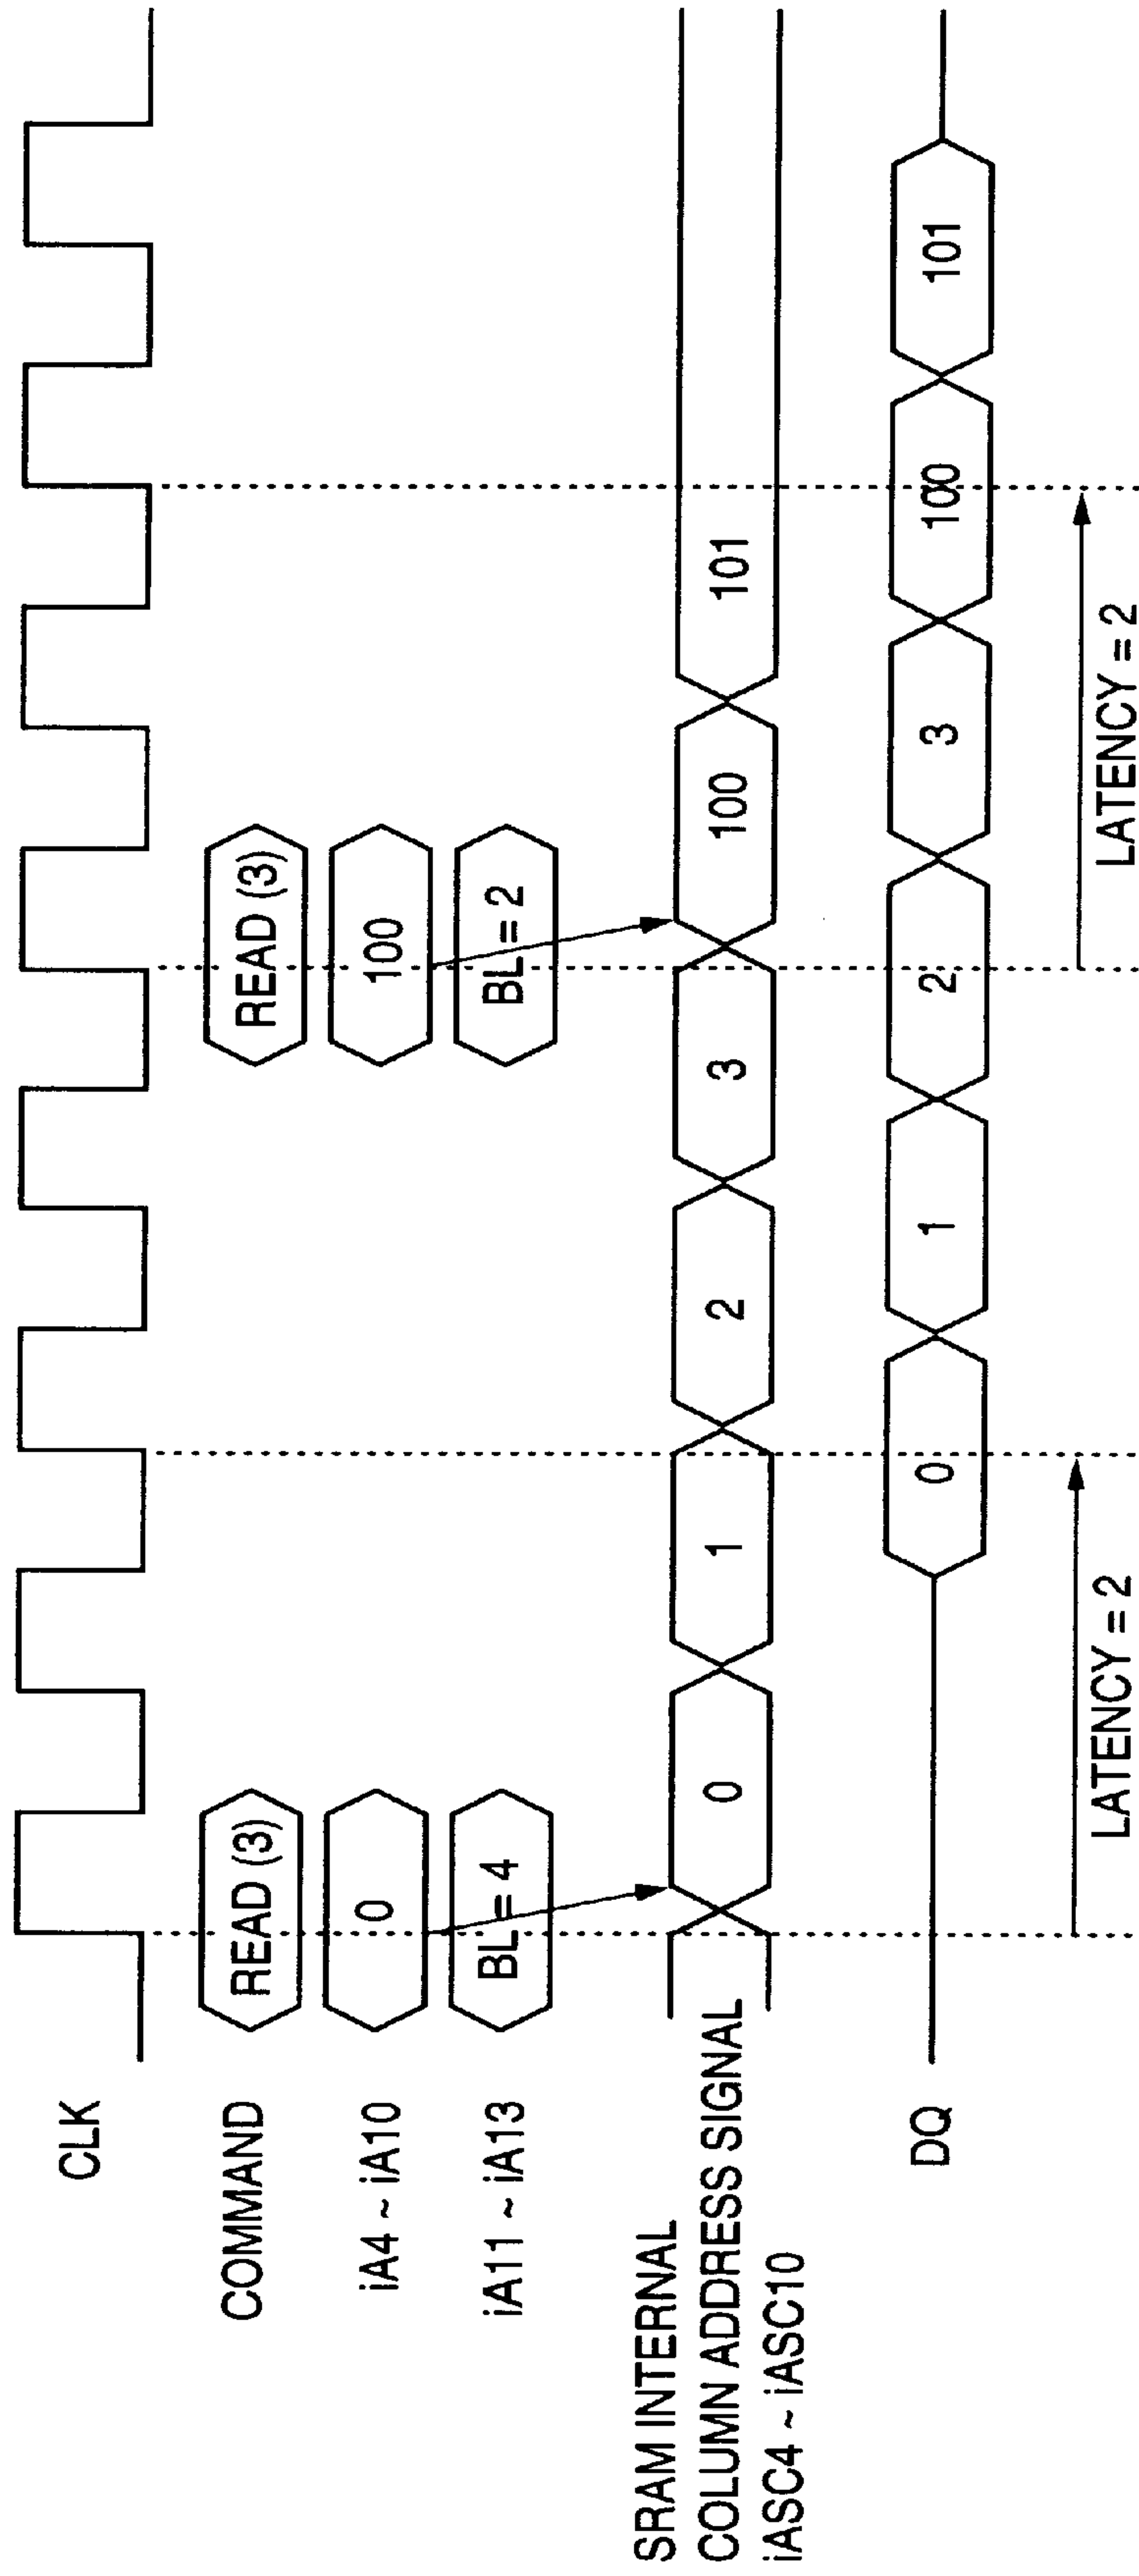 CLK
COMMAND
READ (3)
READ (3)
iA4 ~ iA10
0
100
iA11 ~ iA13
BL = 4
BL = 2
SRAM INTERNAL
COLUMN ADDRESS SIGNAL
iASC4 ~ iASC10
0
1
2
3
100
101
DQ
0
1
2
3
100
101
LATENCY = 2
LATENCY = 2